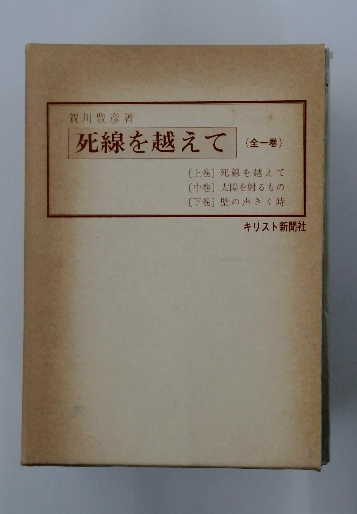 賀川豊彦著
死線を越えて
(全一巻)
〔上巻〕 死線を越えて
〔中巻〕 太陽を射るもの
〔下巻〕 壁の声きく時
キリスト新聞社